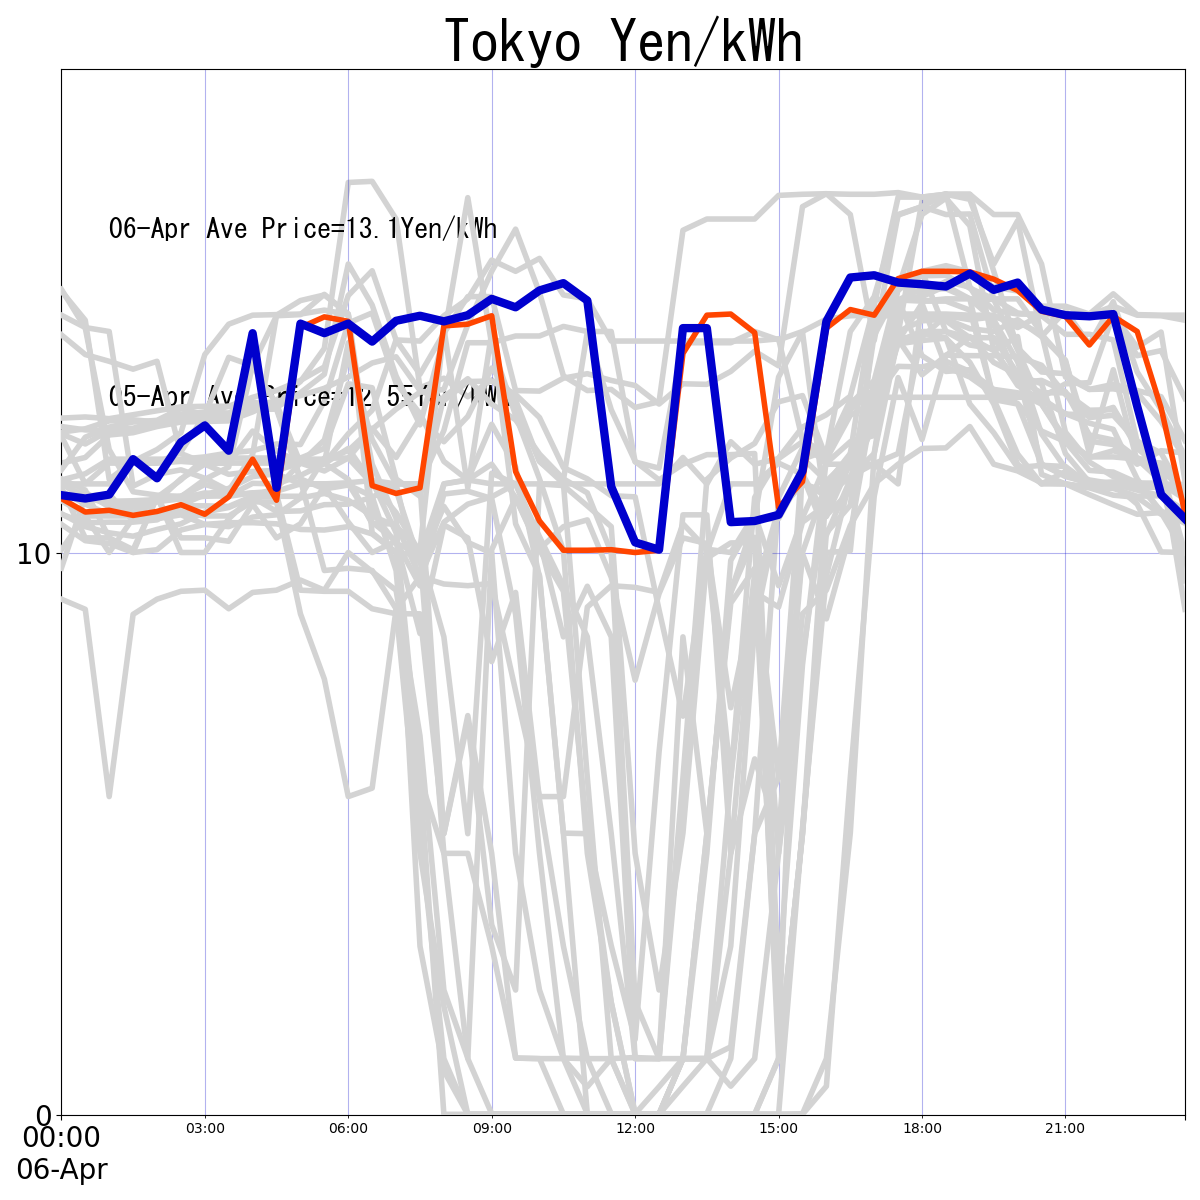 Tokyo Yen/kWh
06-Apr Ave Price=13.1Yen/kWh
05-Apr Ave Price=12.55Yen/kWh
10
0
00:00 03:00 06:00 09:00 12:00 15:00 18:00 21:00
06-Apr